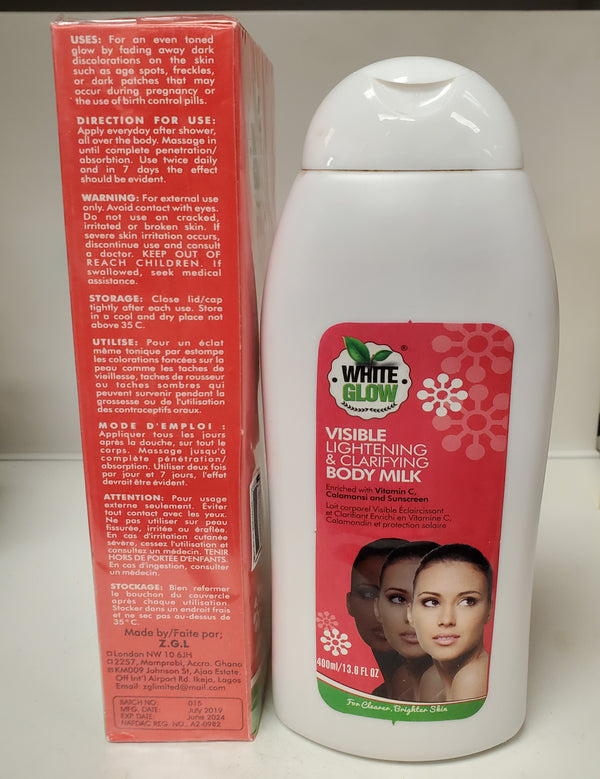 USES: For an even toned
glow by fading away dark
discolorations on the skin
such as age spots, freckles,
or dark patches that may
occur during pregnancy or
the use of birth control pills.
DIRECTION FOR USE:
Apply everyday after shower,
all over the body. Massage in
until complete penetration/
absorbtion. Use twice daily
and in 7 days the effect
should be evident.
WARNING: For external use
only. Avoid contact with eyes.
Do not use on cracked,
irritated or broken skin. If
severe skin irritation occurs,
discontinue use and consult
a doctor. KEEP OUT OF
REACH CHILDREN. If
swallowed, seek medical
assistance.
STORAGE: Close lid/cap
tightly after each use. Store
in a cool and dry place not
above 35 C.
UTILISE: Pour un éclat
même tonique par estompe
les colorations foncées sur la
peau comme les taches de
vieillesse, taches de rousseur
ou taches sombres qui
peuvent survenir pendant la
grossesse ou de l'utilisation
des contraceptifs oraux.
MODE D'EMPLOI :
Appliquer tous les jours
après la douche, sur tout le
corps. Massage jusqu'à
complète pénétration/
absorption. Utiliser deux fois
par jour et 7 jours, l'effet
devrait être évident.
ATTENTION: Pour usage
externe seulement. Eviter
tout contact avec les yeux.
Ne pas utiliser sur peau
fissurée, irritée ou éraflée.
En cas d'irritation cutanée
sévère, cessez l'utilisation et
consultez un médecin. TENIR
HORS DE PORTÉE D'ENFANTS.
En cas d'ingestion, consulter
un médecin.
STOCKAGE: Bien refermer
le bouchon du couvercle
après chaque utilisation.
Stocker dans un endroit frais
et ne sec pas au-dessus de
35°C.
Made by/Faite par;
Z.G.L
London NW 10 6JH
2257, Mamprobi, Accra. Ghana
KM009 Johnson St, Ajao Estate,
Off Int'l Airport Rd. Ikeja, Lagos
Email: zglimited@mail.com
BATCH NO: 015
MFG. DATE: July 2019
EXP. DATE: June 2024
NAFDAC REG. NO.: A2-0982
WHITE ®
GLOW
VISIBLE
LIGHTENING
& CLARIFYING
BODY MILK
Enriched with Vitamin C,
Calamansi and Sunscreen
Lait corporel Visible Éclaircissant
et Clarifiant Enrichi en Vitamine C,
Calamondin et protection solaire
400ml/13.8 FL OZ
For Clearer, Brighter Skin